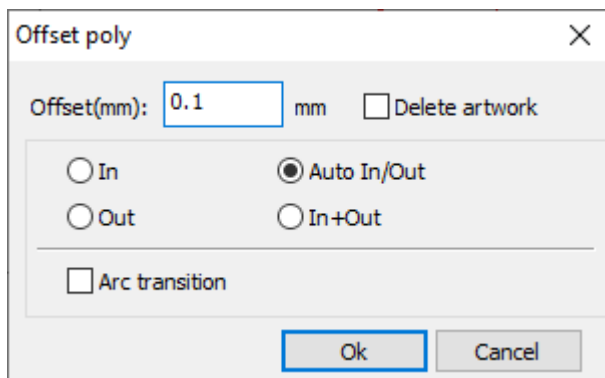 Offset poly
Offset(mm): 0.1 mm Delete artwork
In Auto In/Out
Out In+Out
Arc transition
Ok Cancel